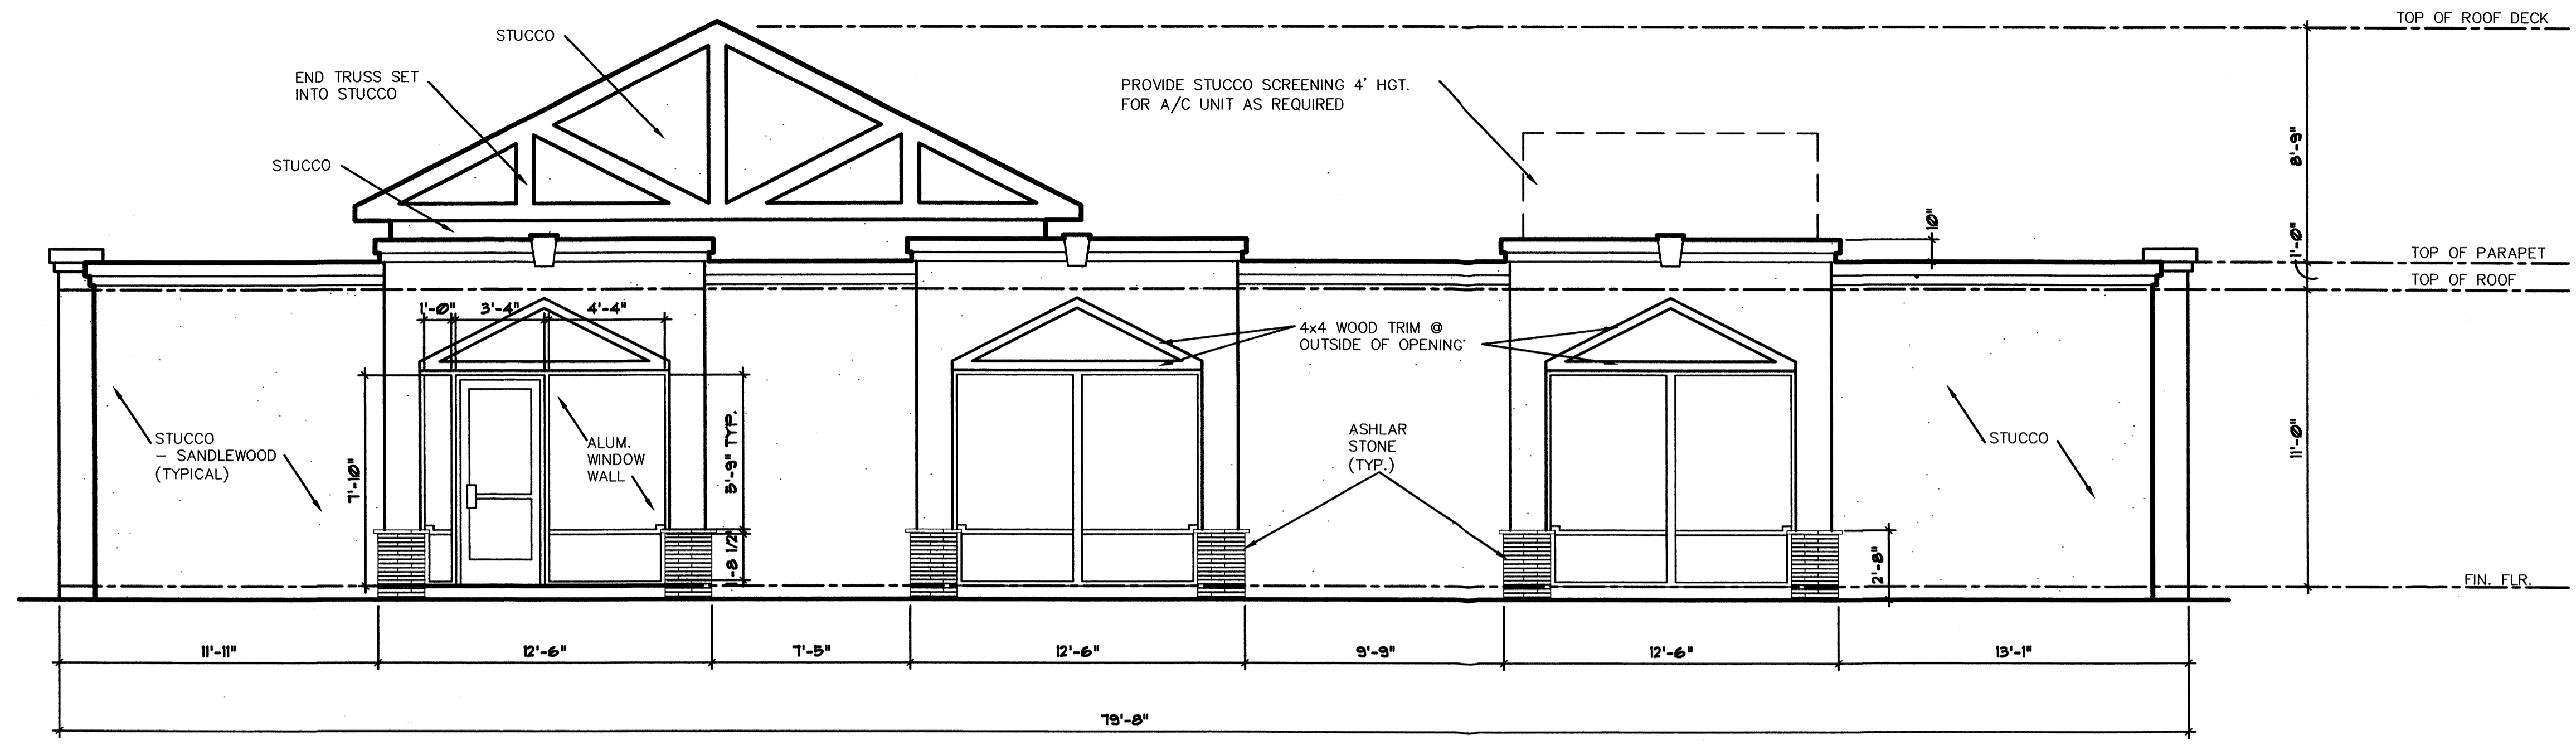 TOP OF ROOF DECK
STUCCO
END TRUSS SET
INTO STUCCO
PROVIDE STUCCO SCREENING 4' HGT.
FOR A/C UNIT AS REQUIRED
8'-9"
STUCCO
10"
1'-0"
TOP OF PARAPET
TOP OF ROOF
1'-0" 3'-4" 4'-4"
4x4 WOOD TRIM @
OUTSIDE OF OPENING
STUCCO
- SANDLEWOOD
(TYPICAL)
7'-10"
ALUM.
WINDOW
WALL
5'-9" TYP.
1'-8 1/2"
ASHLAR
STONE
(TYP.)
STUCCO
11'-0"
2'-8"
FIN. FLR.
11'-11" 12'-6" 7'-5" 12'-6" 9'-9" 12'-6" 13'-1"
79'-8"